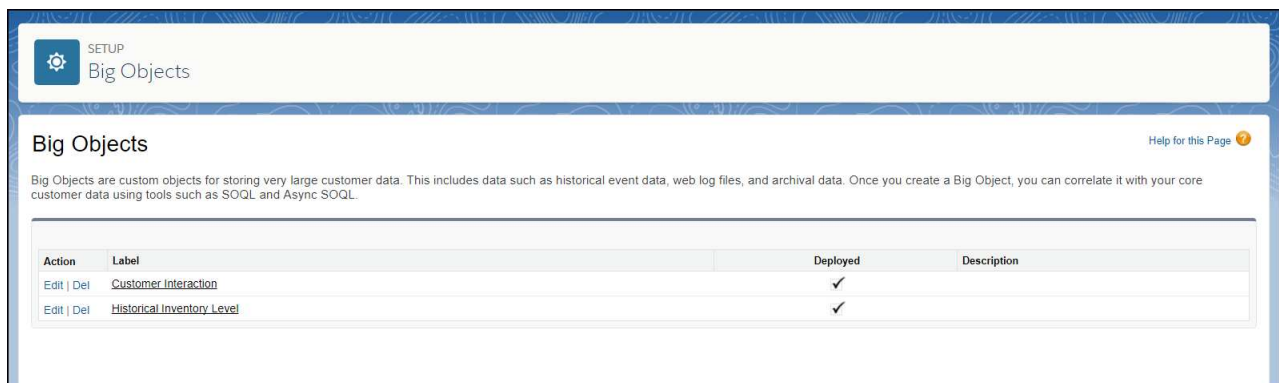 SETUP
Big Objects
Big Objects
Help for this Page
Big Objects are custom objects for storing very large customer data. This includes data such as historical event data, web log files, and archival data. Once you create a Big Object, you can correlate it with your core
customer data using tools such as SOQL and Async SOQL.
Action Label Deployed Description
Edit | Del Customer Interaction ✓
Edit | Del Historical Inventory Level ✓